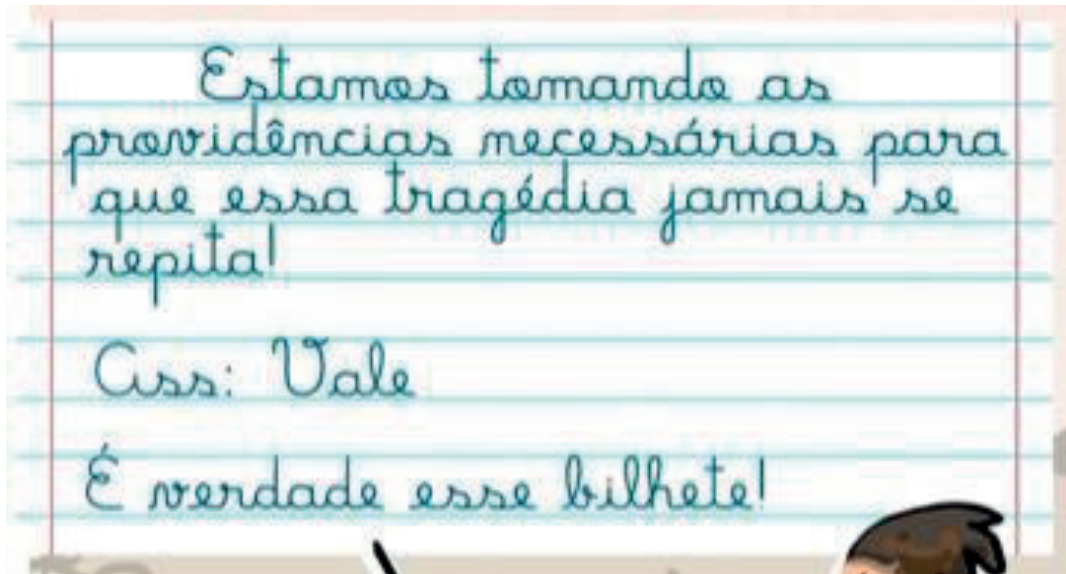 Estamos tomando as
providências necessárias para
que essa tragédia jamais se
repita!
Ass: Vale
É verdade esse bilhete!